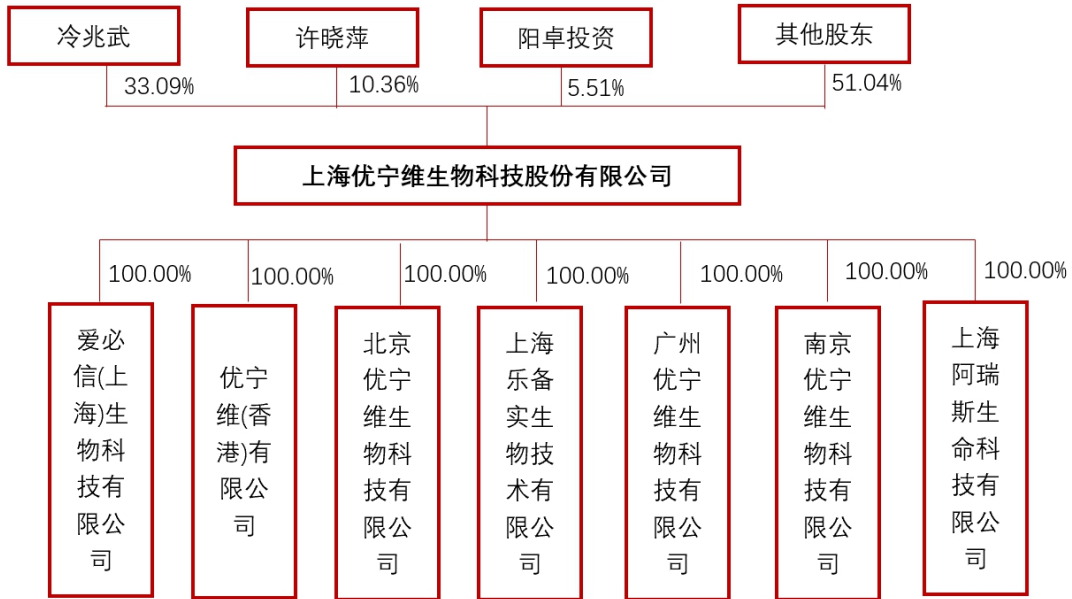 冷兆武
许晓萍
阳卓投资
其他股东
33.09%
10.36%
5.51%
51.04%
上海优宁维生物科技股份有限公司
100.00%
100.00%
100.00%
100.00%
100.00%
100.00%
100.00%
爱必
信(上
海)生
物科
技有
限公
司
优宁
维(香
港)有
限公
司
北京
优宁
维生
物科
技有
限公
司
上海
乐备
实生
物技
术有
限公
司
广州
优宁
维生
物科
技有
限公
司
南京
优宁
维生
物科
技有
限公
司
上海
阿瑞
斯生
命科
技有
限公
司